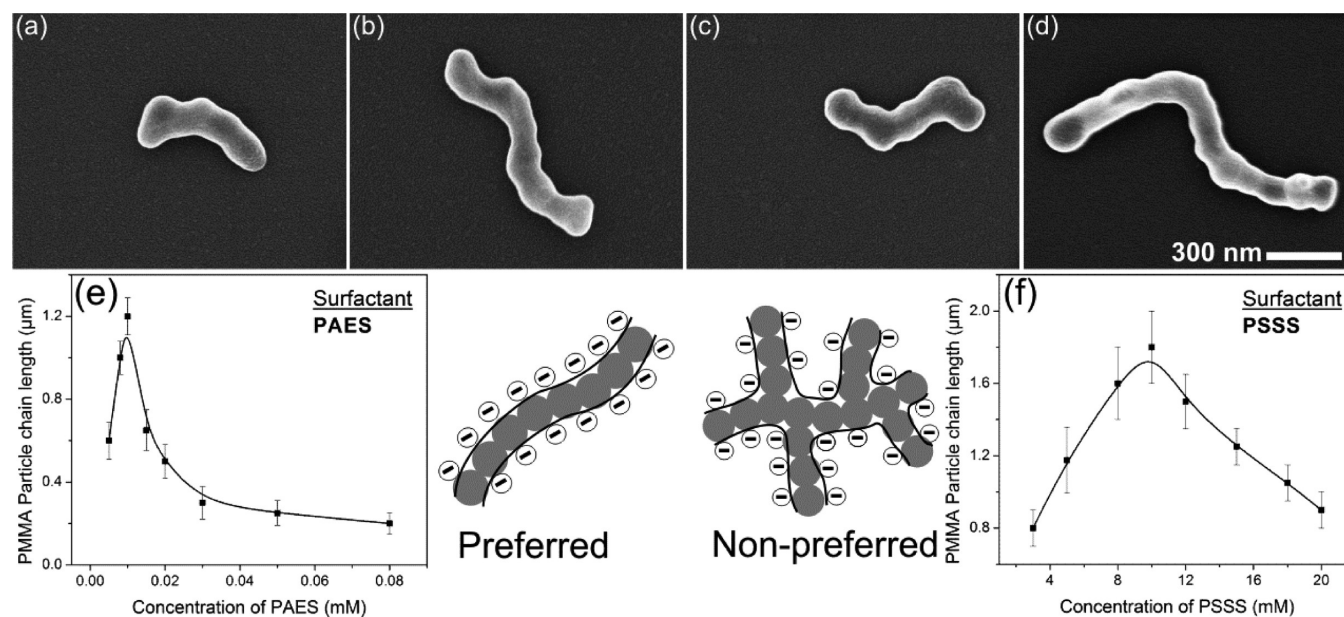 (a)
(b)
(c)
(d)
300 nm
(e)
Surfactant
PAES
PMMA Particle chain length (μm)
1.2
0.8
0.4
0.0
0.00 0.02 0.04 0.06 0.08
Concentration of PAES (mM)
Preferred
Non-preferred
(f)
Surfactant
PSSS
PMMA Particle chain length (μm)
2.0
1.6
1.2
0.8
4 8 12 16 20
Concentration of PSSS (mM)